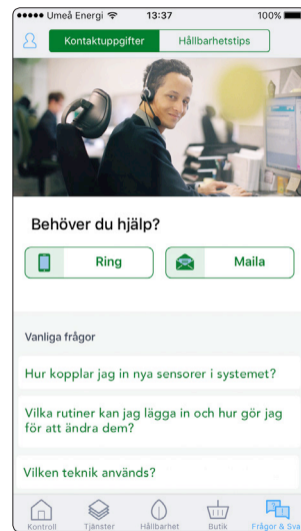 Umeå Energi 13:37 100%
Kontaktuppgifter Hållbarhetstips
Behöver du hjälp?
Ring Maila
Vanliga frågor
Hur kopplar jag in nya sensorer i systemet?
Vilka rutiner kan jag lägga in och hur gör jag
för att ändra dem?
Vilken teknik används?
Kontroll Tjänster Hållbarhet Butik Frågor & Sva